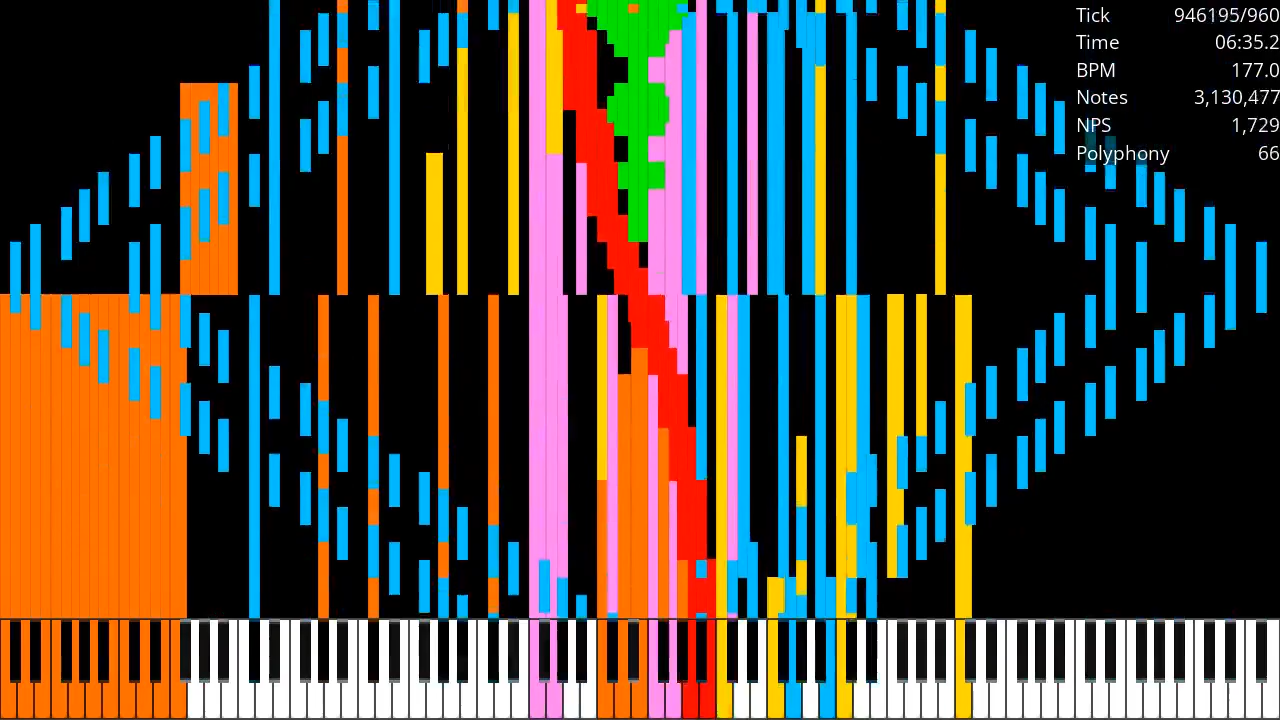 Tick 946195/960
Time 06:35.2
BPM 177.0
Notes 3,130,477
NPS 1,729
Polyphony 66